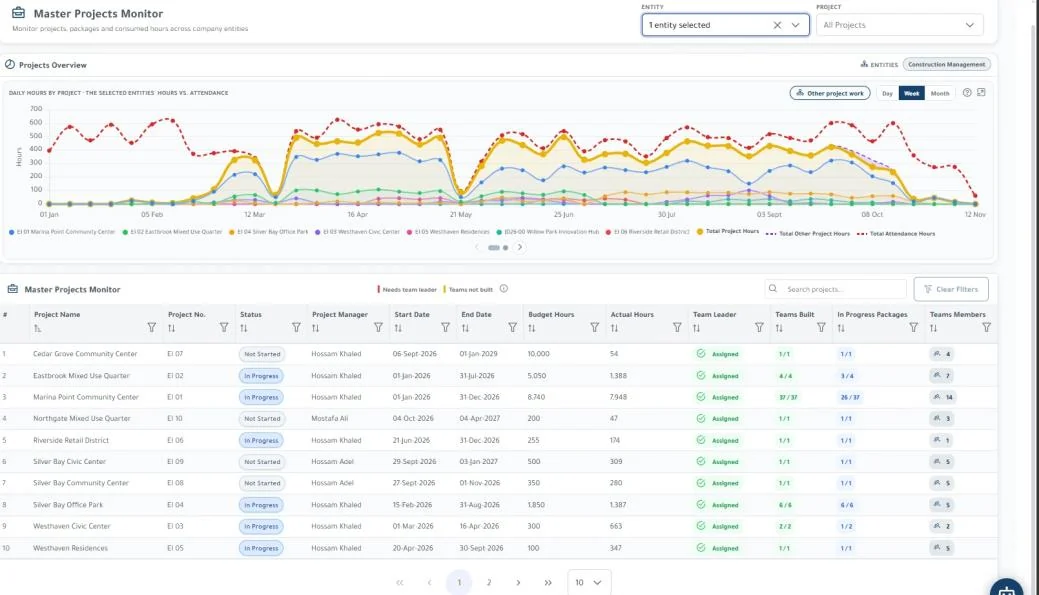 Master Projects Monitor
Monitor projects, packages and consumed hours across company entities
ENTITY
1 entity selected
PROJECT
All Projects
Projects Overview
ENTITIES
Construction Management
DAILY HOURS BY PROJECT · THE SELECTED ENTITIES' HOURS VS. ATTENDANCE
Other project work
Day Week Month
Hours
700
600
500
400
300
200
100
0
01 Jan 05 Feb 12 Mar 16 Apr 21 May 25 Jun 30 Jul 03 Sept 08 Oct 12 Nov
EI 01 Marina Point Community Center EI 02 Eastbrook Mixed Use Quarter EI 04 Silver Bay Office Park EI 03 Westhaven Civic Center EI 05 Westhaven Residences ID26-00 Willow Park Innovation Hub EI 06 Riverside Retail District Total Project Hours Total Other Project Hours Total Attendance Hours
Master Projects Monitor
Needs team leader Teams not built
Search projects...
Clear Filters
# Project Name Project No. Status Project Manager Start Date End Date Budget Hours Actual Hours Team Leader Teams Built In Progress Packages Teams Members
1 Cedar Grove Community Center EI 07 Not Started Hossam Khaled 06-Sept-2026 01-Jan-2029 10,000 54 Assigned 1/1 1/1 4
2 Eastbrook Mixed Use Quarter EI 02 In Progress Hossam Khaled 01-Jan-2026 31-Jul-2026 5,050 1,388 Assigned 4/4 3/4 7
3 Marina Point Community Center EI 01 In Progress Hossam Khaled 01-Jan-2026 31-Dec-2026 8,740 7,948 Assigned 37/37 26/37 14
4 Northgate Mixed Use Quarter EI 10 Not Started Mostafa Ali 04-Oct-2026 04-Apr-2027 200 47 Assigned 1/1 1/1 3
5 Riverside Retail District EI 06 In Progress Hossam Khaled 21-Jun-2026 31-Dec-2026 255 174 Assigned 1/1 1/1 1
6 Silver Bay Civic Center EI 09 Not Started Hossam Adel 29-Sept-2026 03-Jan-2027 500 309 Assigned 1/1 1/1 5
7 Silver Bay Community Center EI 08 Not Started Hossam Adel 27-Sept-2026 01-Nov-2026 350 280 Assigned 1/1 1/1 5
8 Silver Bay Office Park EI 04 In Progress Hossam Khaled 15-Feb-2026 31-Aug-2026 1,850 1,387 Assigned 6/6 6/6 5
9 Westhaven Civic Center EI 03 In Progress Hossam Khaled 01-Mar-2026 16-Apr-2026 300 663 Assigned 2/2 1/2 2
10 Westhaven Residences EI 05 In Progress Hossam Khaled 20-Apr-2026 30-Sept-2026 100 347 Assigned 1/1 1/1 5
1 2 10